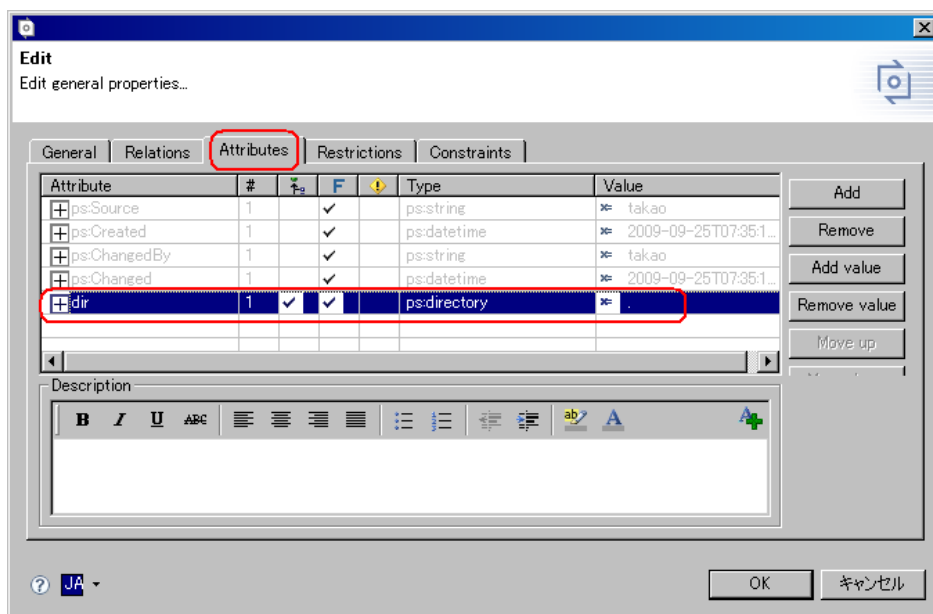 Edit
Edit general properties...
General Relations Attributes Restrictions Constraints
Attribute # F Type Value
ps:Source 1 ps:string takao
ps:Created 1 ps:datetime 2009-09-25T07:35:1...
ps:ChangedBy 1 ps:string takao
ps:Changed 1 ps:datetime 2009-09-25T07:35:1...
dir 1 ps:directory .
Add
Remove
Add value
Remove value
Move up
Description
B I U ABC ab A A
JA
OK キャンセル